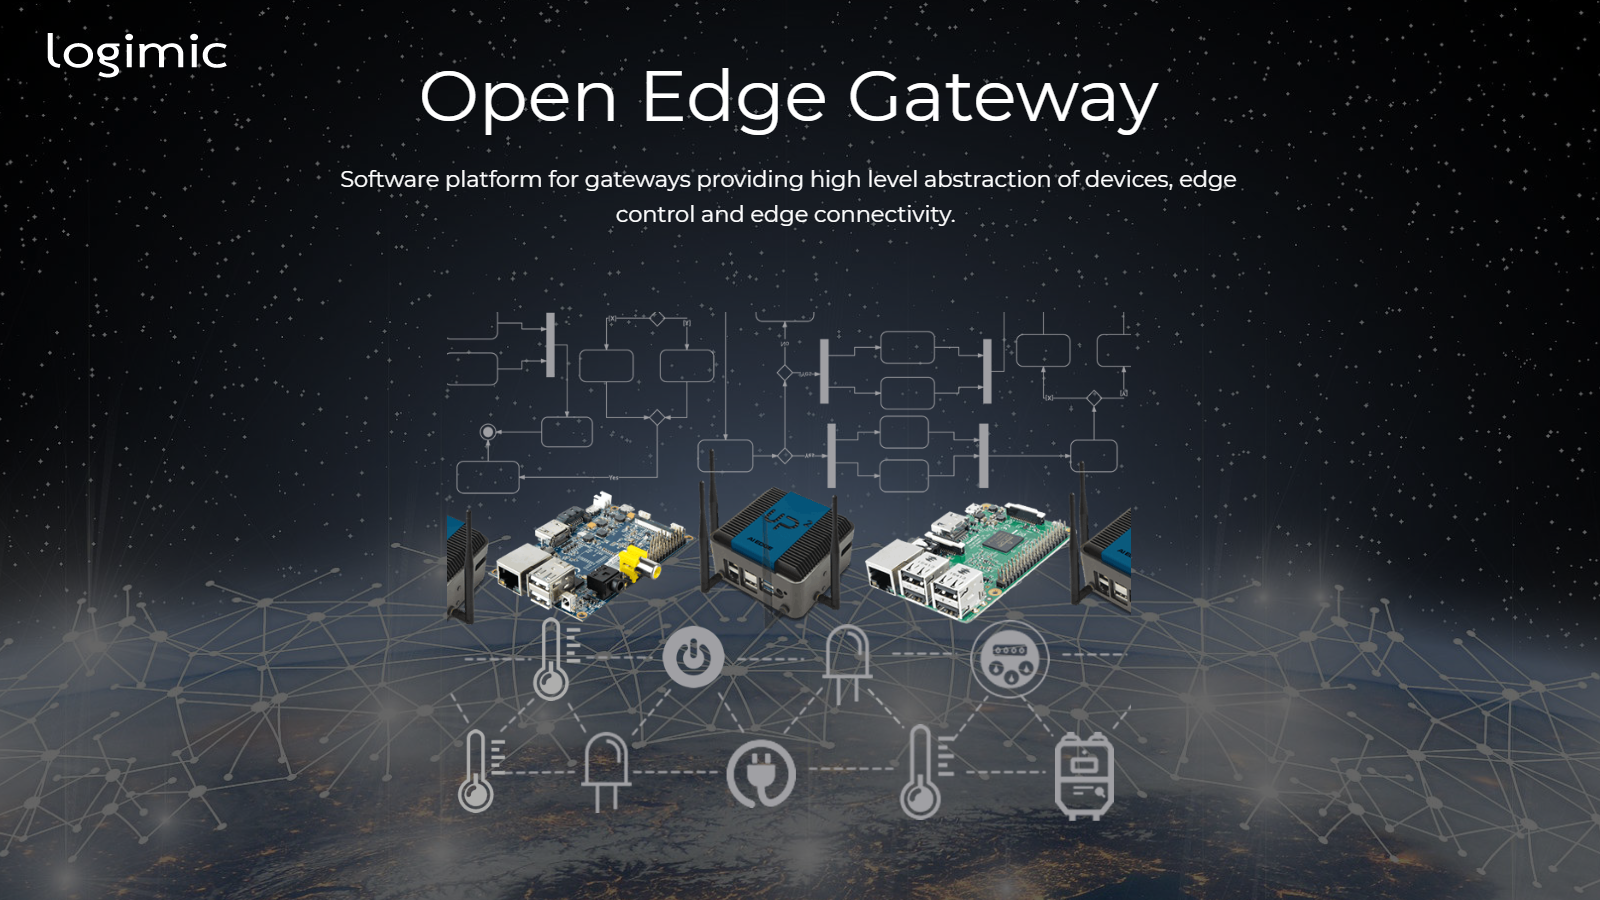 logimic
Open Edge Gateway
Software platform for gateways providing high level abstraction of devices, edge
control and edge connectivity.
[X]
[Y]
[X]
[Y]
Yes